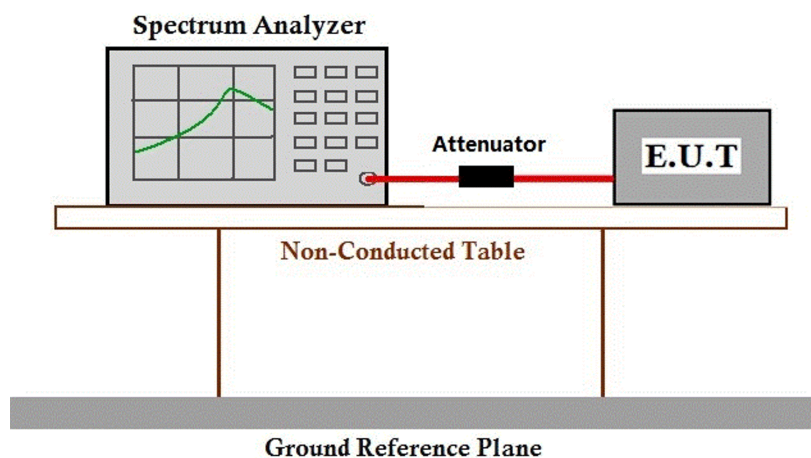 Spectrum Analyzer
Attenuator
E.U.T
Non-Conducted Table
Ground Reference Plane